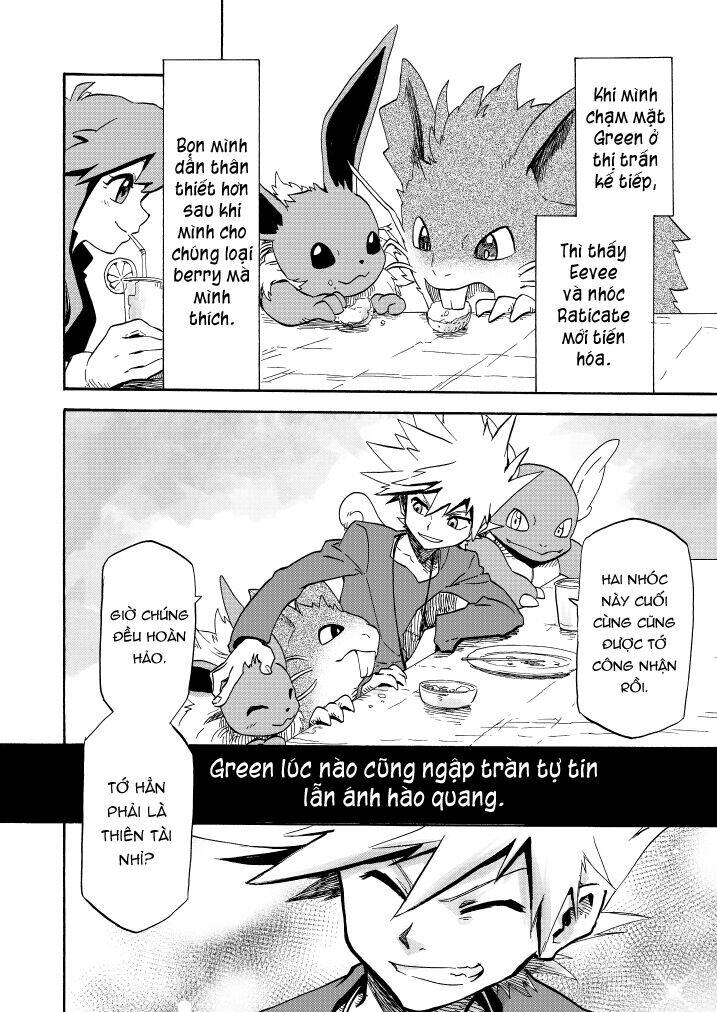 Khi mình
chạm mặt
Green ở
thị trấn
kế tiếp,
Thì thấy
Eevee
và nhóc
Raticate
mới tiến
hóa.
Bọn mình
dần thân
thiết hơn
sau khi
mình cho
chúng loại
berry mà
mình
thích.
HAI NHÓC
NÀY CUỐI
CÙNG CŨNG
ĐƯỢC TỚ
CÔNG NHẬN
RỒI.
GIỜ CHÚNG
ĐỀU HOÀN
HẢO.
Green lúc nào cũng ngập tràn tự tin
lẫn ánh hào quang.
TỚ HẲN
PHẢI LÀ
THIÊN TÀI
NHỈ?